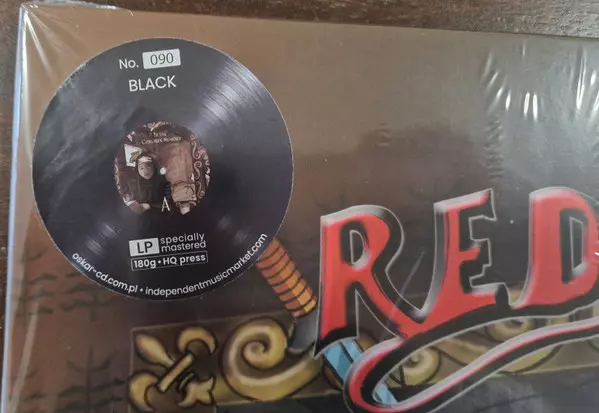 No. 090
BLACK
A
LP specially
mastered
180g • HQ press
oskar-cd.com.pl • independentmusicmarket.com
RED